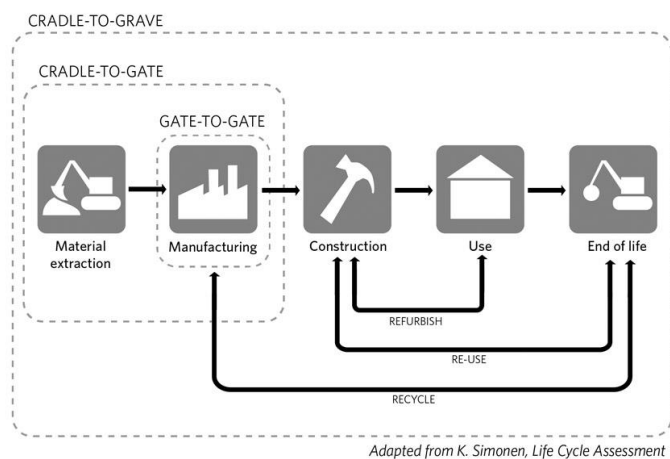 CRADLE-TO-GRAVE
CRADLE-TO-GATE
GATE-TO-GATE
Material
extraction
Manufacturing
Construction
Use
End of life
REFURBISH
RE-USE
RECYCLE
Adapted from K. Simonen, Life Cycle Assessment